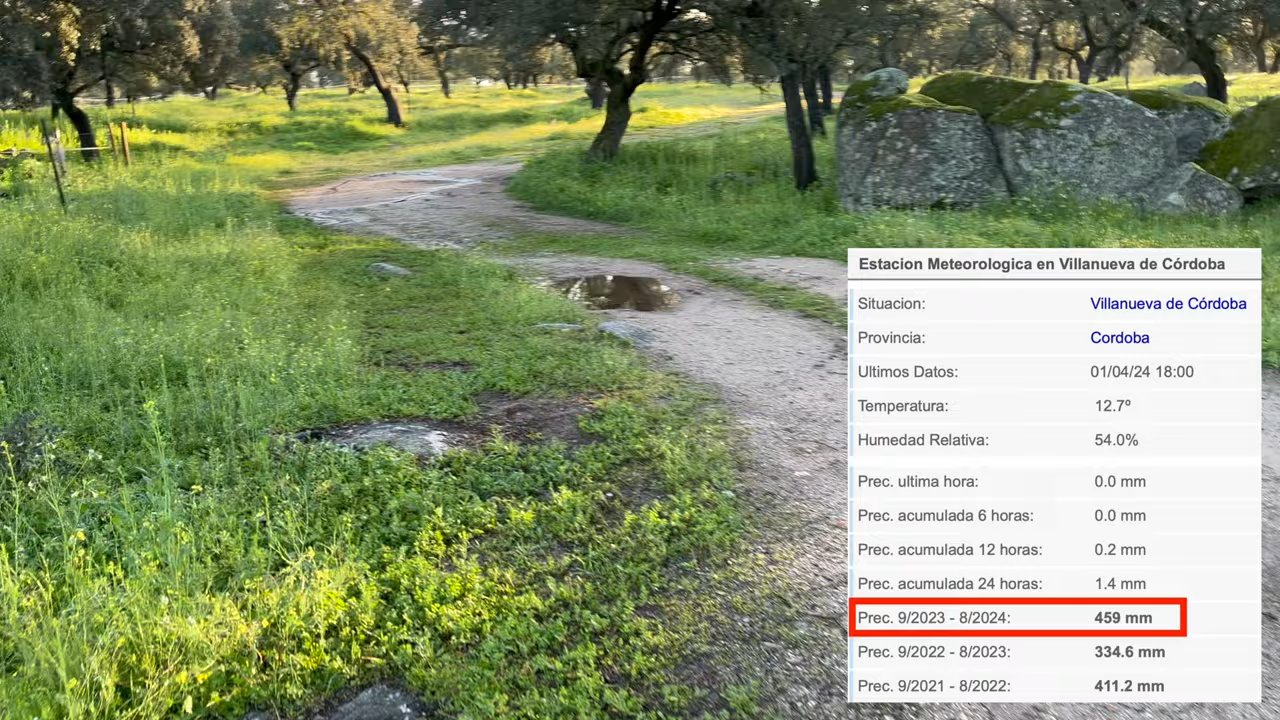 Estacion Meteorologica en Villanueva de Córdoba
Situacion: Villanueva de Córdoba
Provincia: Cordoba
Ultimos Datos: 01/04/24 18:00
Temperatura: 12.7º
Humedad Relativa: 54.0%
Prec. ultima hora: 0.0 mm
Prec. acumulada 6 horas: 0.0 mm
Prec. acumulada 12 horas: 0.2 mm
Prec. acumulada 24 horas: 1.4 mm
Prec. 9/2023 - 8/2024: 459 mm
Prec. 9/2022 - 8/2023: 334.6 mm
Prec. 9/2021 - 8/2022: 411.2 mm